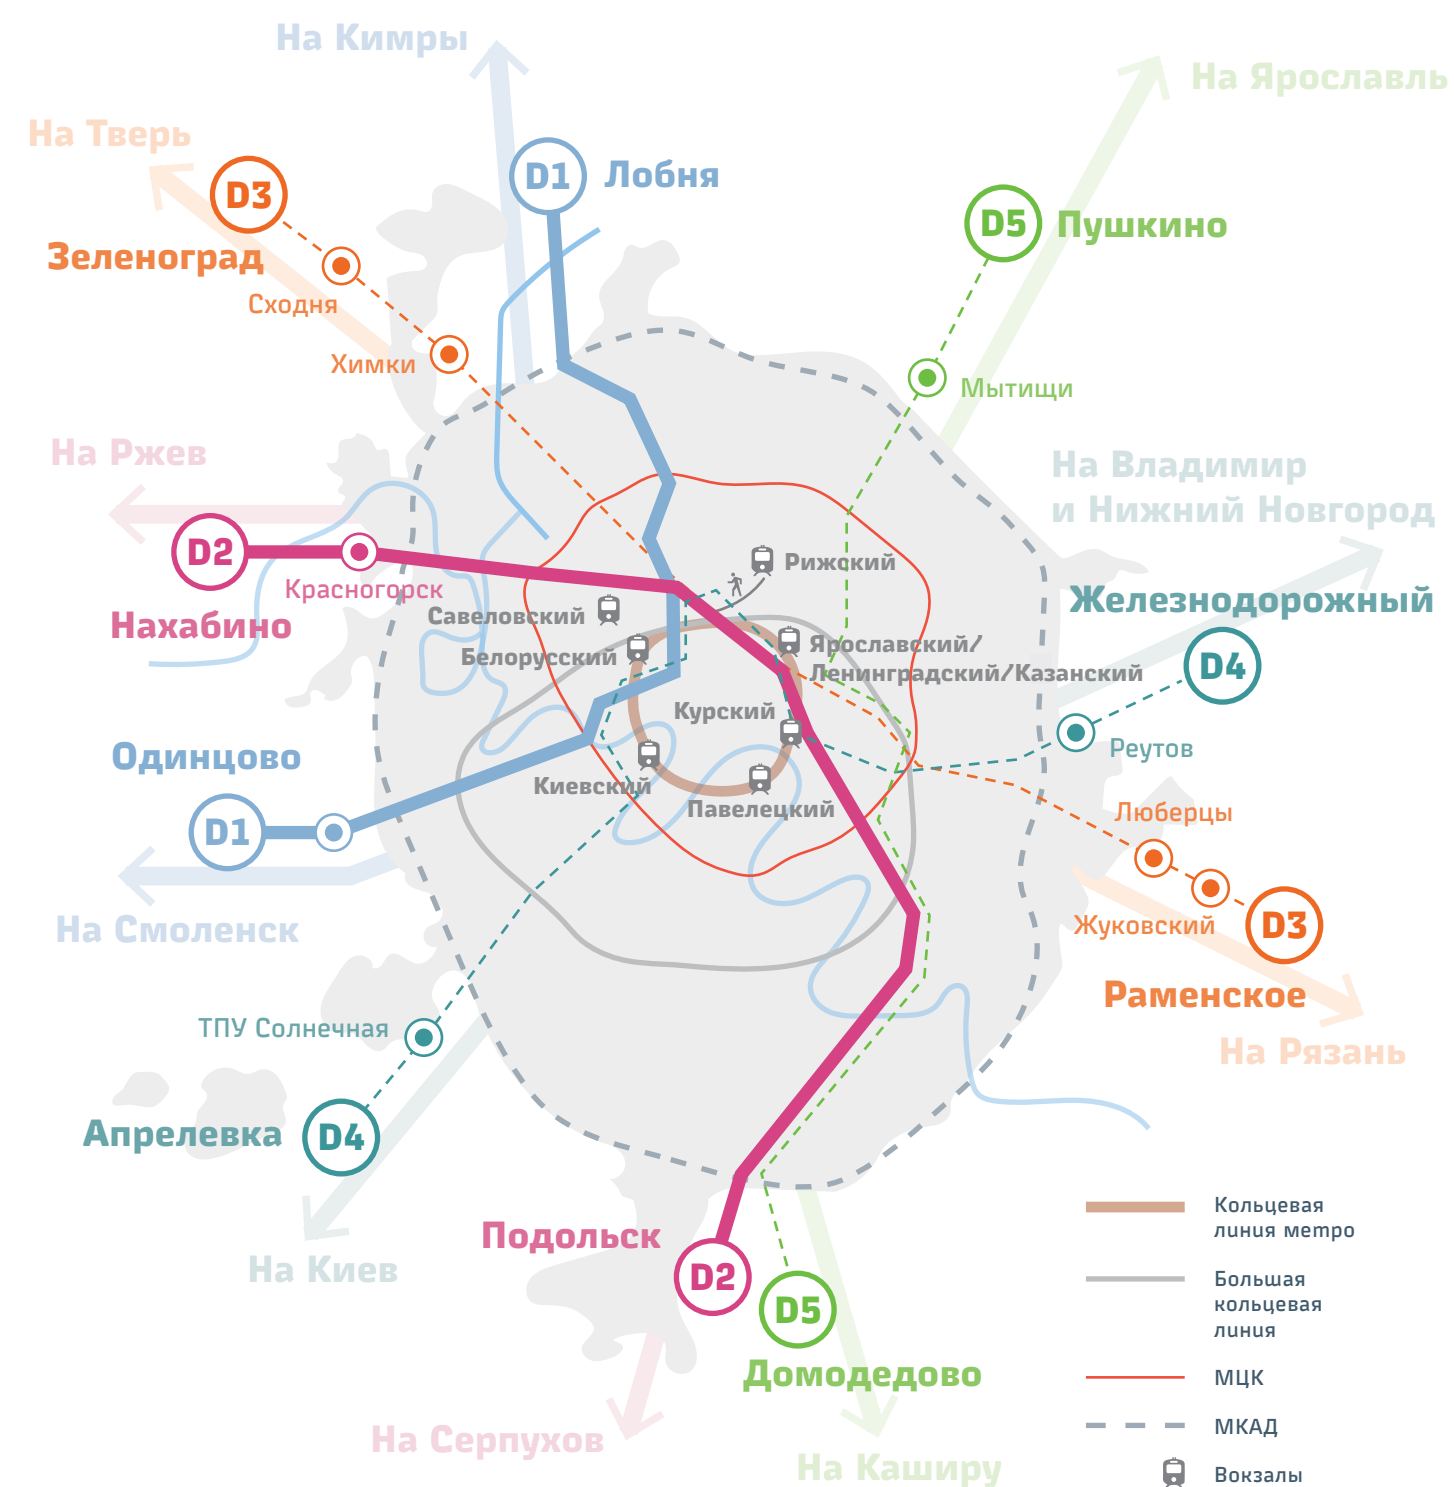 На Кимры
На Ярославль
На Тверь
D1
Лобня
D3
D5
Пушкино
Зеленоград
Сходня
Химки
Мытищи
На Ржев
На Владимир
и Нижний Новгород
D2
Красногорск
Рижский
Железнодорожный
Нахабино
Савеловский
Белорусский
Ярославский/
Ленинградский/Казанский
D4
Курский
Реутов
Одинцово
Киевский
Павелецкий
Люберцы
D1
На Смоленск
Жуковский
D3
Раменское
ТПУ Солнечная
На Рязань
Апрелевка
D4
Подольск
На Киев
D2
D5
Домодедово
На Серпухов
На Каширу
Кольцевая
линия метро
Большая
кольцевая
линия
МЦК
МКАД
Вокзалы